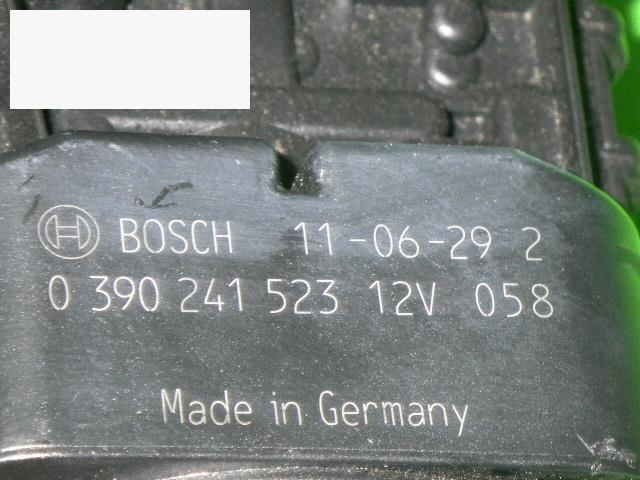 BOSCH 11-06-29 2
0 390 241 523 12V 058
Made in Germany